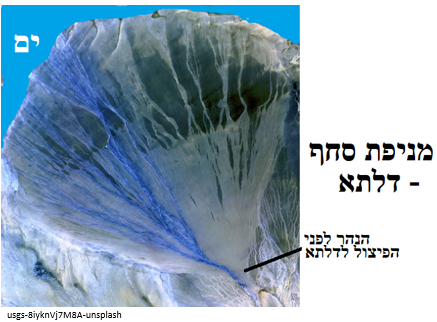 ים
מניפת סחף
- דלתא
הנהר לפני
הפיצול לדלתא
usgs-8iyknVj7M8A-unsplash